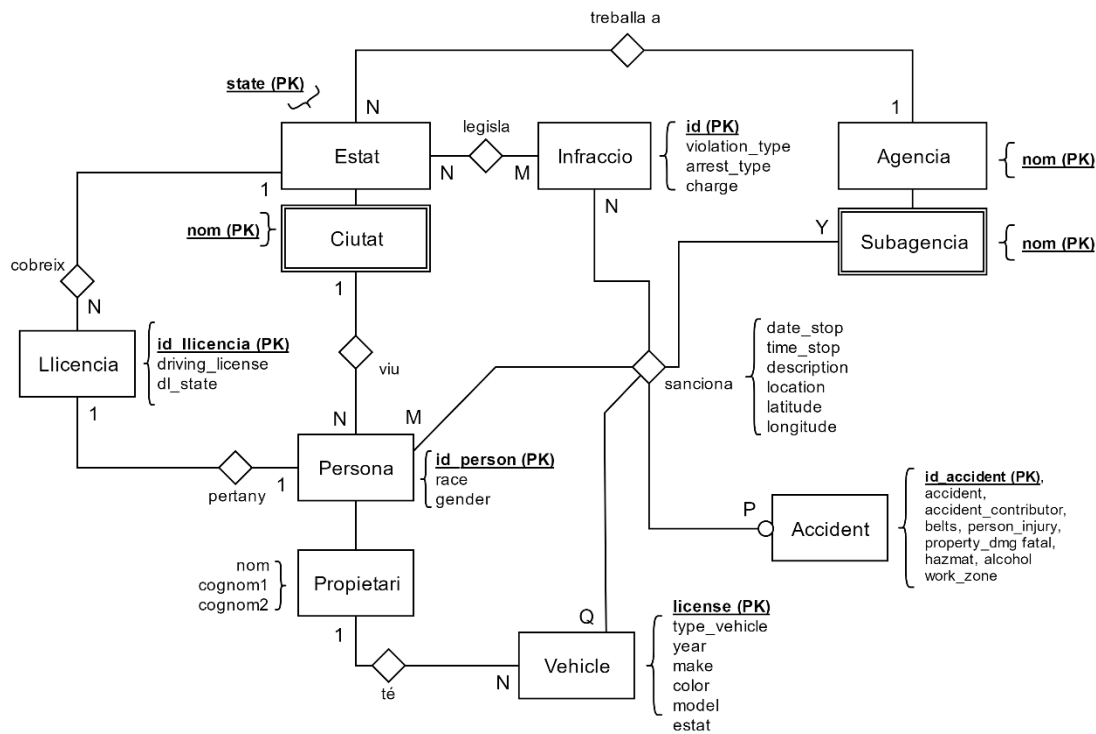 treballa a
state (PK)
N
1
legisla
Estat
Infraccio
id (PK)
violation_type
arrest_type
charge
Agencia
nom (PK)
N
M
1
N
nom (PK)
Ciutat
Y
Subagencia
nom (PK)
cobreix
1
N
Llicencia
id_llicencia (PK)
driving_license
dl_state
viu
sanciona
date_stop
time_stop
description
location
latitude
longitude
1
N
M
Persona
id_person (PK)
race
gender
pertany
1
P
Accident
id_accident (PK),
accident,
accident_contributor,
belts, person_injury,
property_dmg fatal,
hazmat, alcohol
work_zone
nom
cognom1
cognom2
Propietari
1
Q
té
N
Vehicle
license (PK)
type_vehicle
year
make
color
model
estat